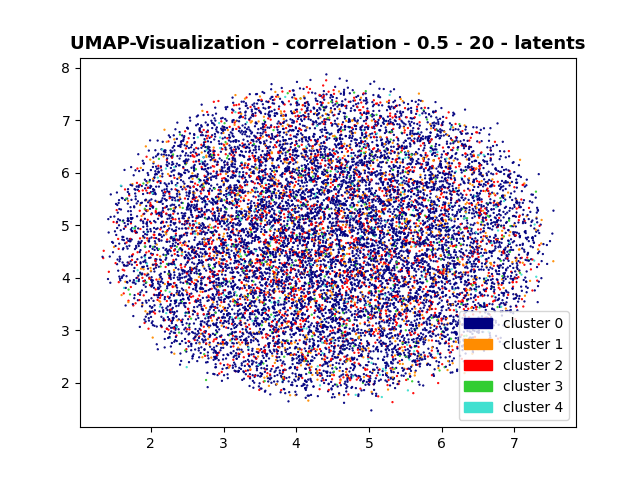 UMAP-Visualization - correlation - 0.5 - 20 - latents
8
7
6
5
4
3
2
2 3 4 5 6 7
cluster 0
cluster 1
cluster 2
cluster 3
cluster 4